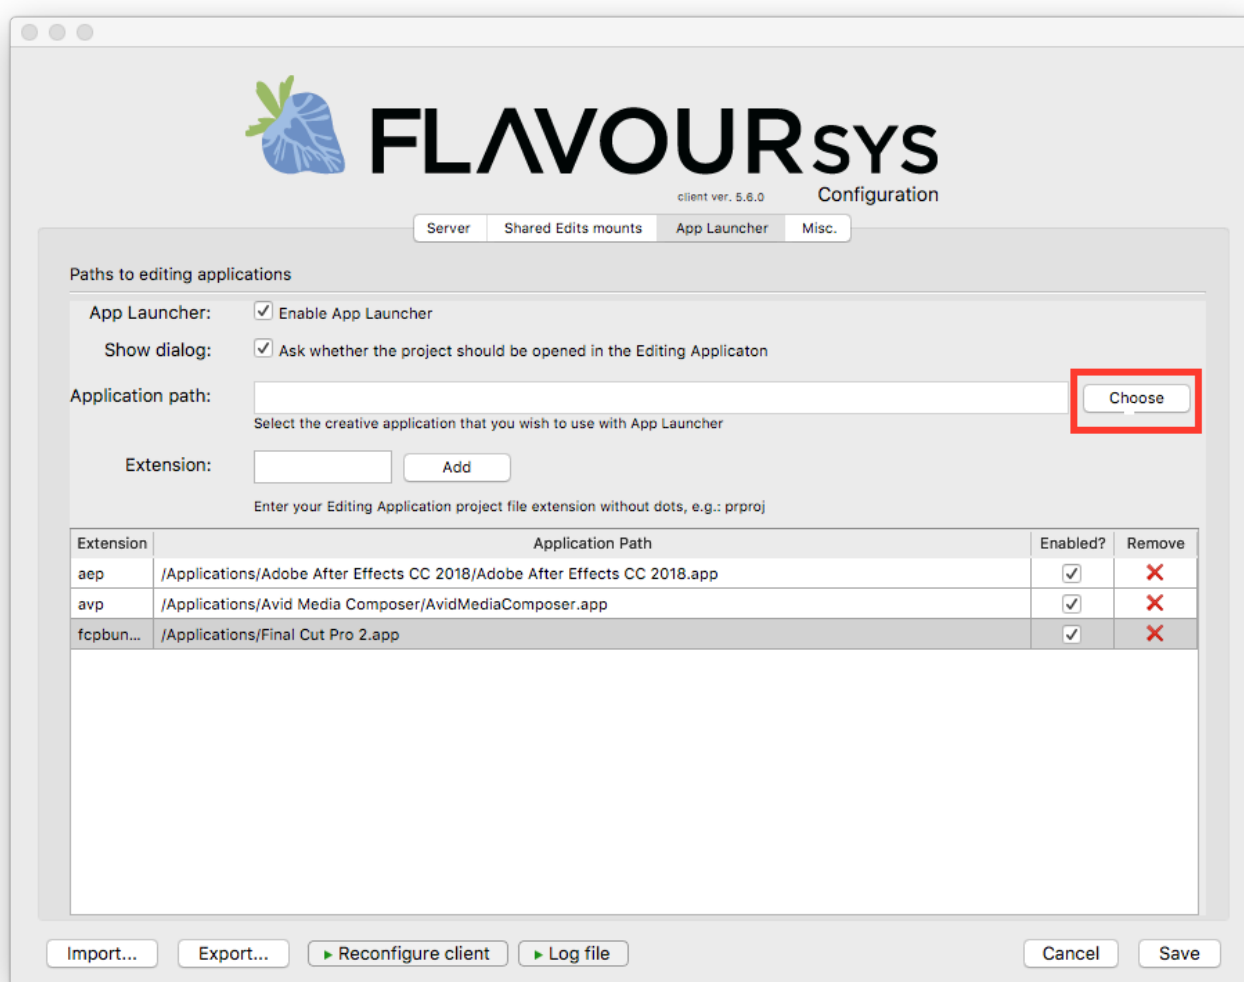 FLAVOURSYS
client ver. 5.6.0 Configuration
Server Shared Edits mounts App Launcher Misc.
Paths to editing applications
App Launcher: Enable App Launcher
Show dialog: Ask whether the project should be opened in the Editing Applicaton
Application path: Choose
Select the creative application that you wish to use with App Launcher
Extension: Add
Enter your Editing Application project file extension without dots, e.g.: prproj
Extension Application Path Enabled? Remove
aep /Applications/Adobe After Effects CC 2018/Adobe After Effects CC 2018.app
avp /Applications/Avid Media Composer/AvidMediaComposer.app
fcpbun... /Applications/Final Cut Pro 2.app
Import... Export... Reconfigure client Log file Cancel Save